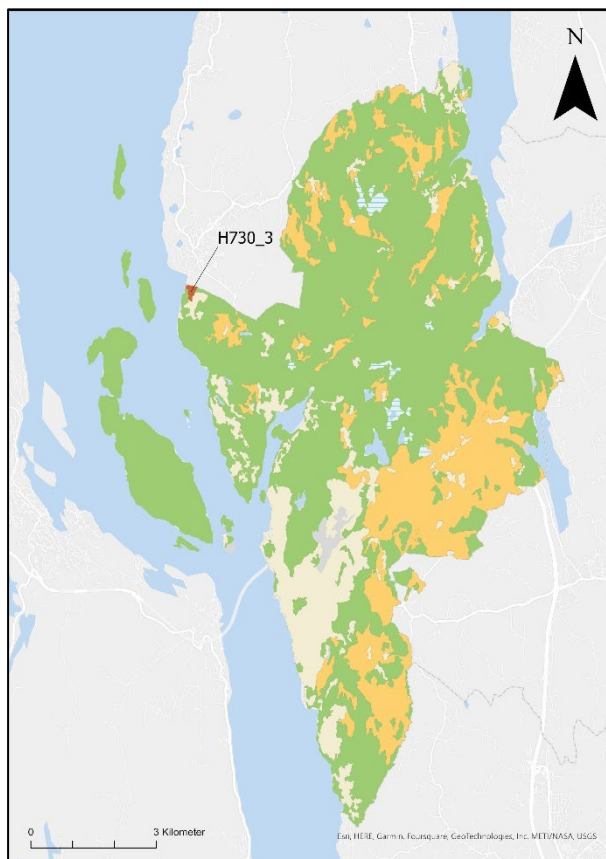 N
H730_3
0
3 Kilometer
Esri, HERE, Garmin, Foursquare, GeoTechnologies, Inc, METI/NASA, USGS